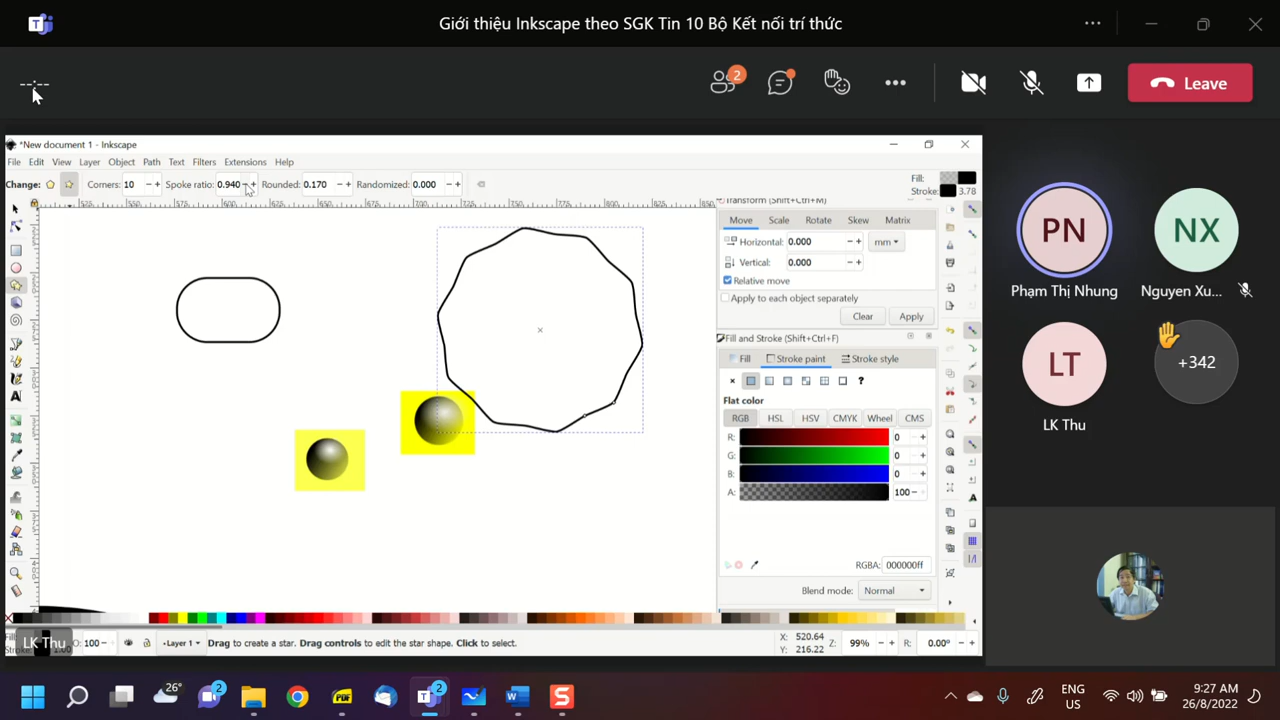 Giới thiệu Inkscape theo SGK Tin 10 Bộ Kết nối trí thức
2
Leave
*New document 1 - Inkscape
File Edit View Layer Object Path Text Filters Extensions Help
Change: Corners: 10 Spoke ratio: 0.940 Rounded: 0.170 Randomized: 0.000 Fill:
Stroke: 3.78
Transform (Shift+Ctrl+M)
Move Scale Rotate Skew Matrix
Horizontal: 0.000 mm
Vertical: 0.000
Relative move
Apply to each object separately
Clear Apply
Fill and Stroke (Shift+Ctrl+F)
Fill Stroke paint Stroke style
Flat color
RGB HSL HSV CMYK Wheel CMS
R: 0
G: 0
B: 0
A: 100
RGBA: 000000ff
Blend mode: Normal
LK Thu
O: 100 Layer 1 Drag to create a star. Drag controls to edit the star shape. Click to select. X: 520.64 Z: 99% R: 0.00°
Y: 216.22
PN
Phạm Thị Nhung
NX
Nguyen Xu...
LT
LK Thu
+342
26°
2
2
ENG
US
9:27 AM
26/8/2022